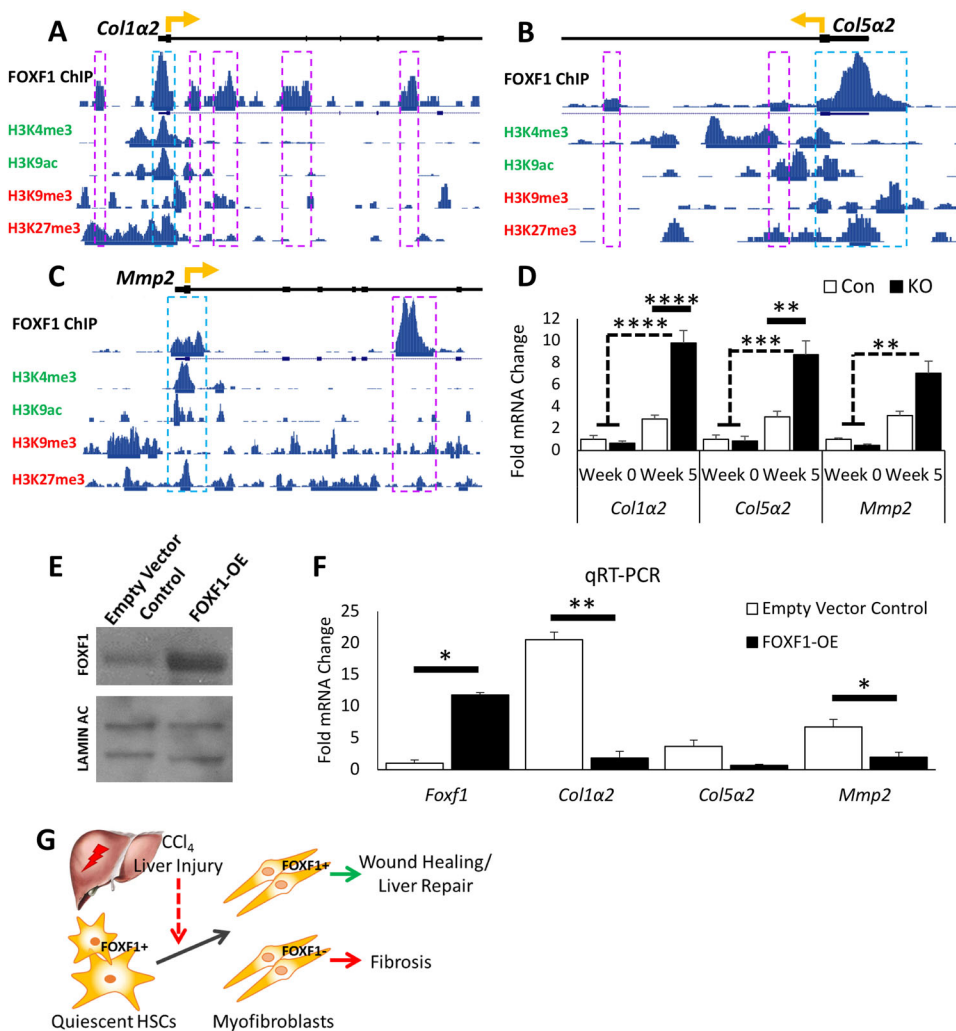 A
Col1α2
FOXF1 ChIP
H3K4me3
H3K9ac
H3K9me3
H3K27me3
B
Col5α2
FOXF1 ChIP
H3K4me3
H3K9ac
H3K9me3
H3K27me3
C
Mmp2
FOXF1 ChIP
H3K4me3
H3K9ac
H3K9me3
H3K27me3
D
Con KO
Fold mRNA Change
12
10
8
6
4
2
0
**** **** *** ** **
Week 0 Week 5 Week 0 Week 5 Week 0 Week 5
Col1α2 Col5α2 Mmp2
E
Empty Vector
Control
FOXF1-OE
FOXF1
LAMIN AC
F
qRT-PCR
Empty Vector Control
FOXF1-OE
Fold mRNA Change
25
20
15
10
5
0
* ** *
Foxf1 Col1α2 Col5α2 Mmp2
G
CCl4
Liver Injury
FOXF1+
Quiescent HSCs
FOXF1+
Wound Healing/
Liver Repair
FOXF1-
Fibrosis
Myofibroblasts